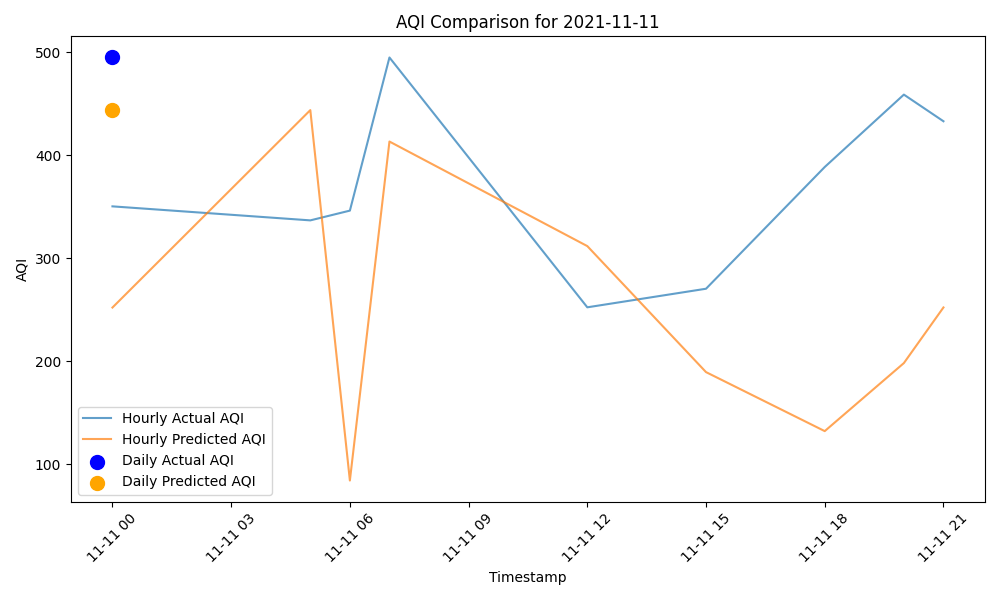 AQI Comparison for 2021-11-11
AQI
500
400
300
200
100
Hourly Actual AQI
Hourly Predicted AQI
Daily Actual AQI
Daily Predicted AQI
11-11 00
11-11 03
11-11 06
11-11 09
11-11 12
11-11 15
11-11 18
11-11 21
Timestamp